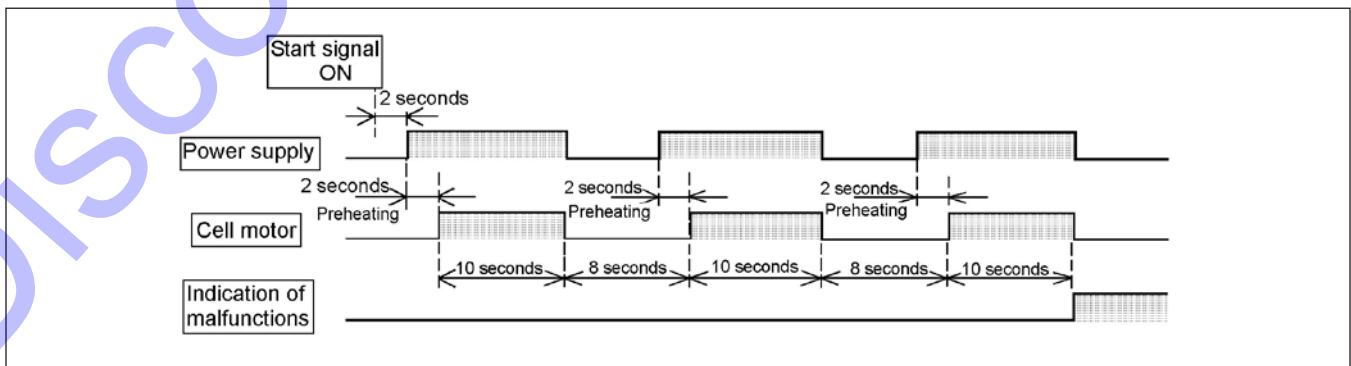 Start signal
ON
2 seconds
Power supply
2 seconds
Preheating
2 seconds
Preheating
2 seconds
Preheating
Cell motor
10 seconds
8 seconds
10 seconds
8 seconds
10 seconds
Indication of
malfunctions
DISCO